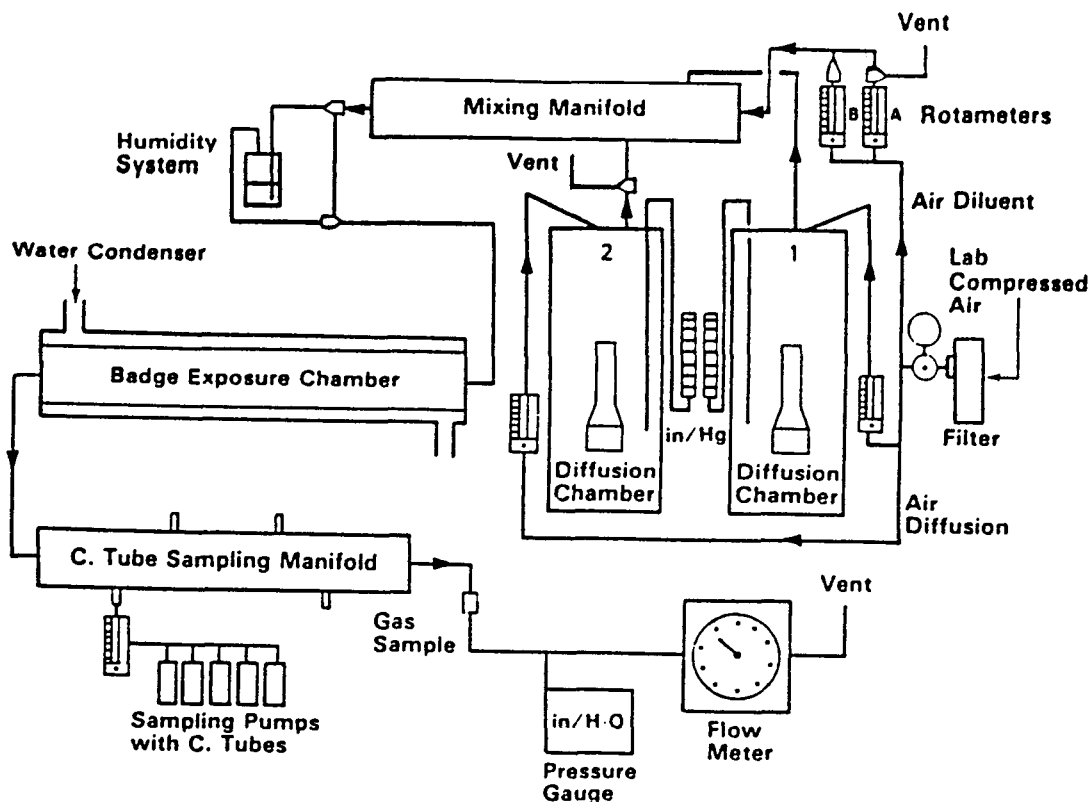 Vent
Mixing Manifold
B
A
Rotameters
Humidity
System
Vent
Air Diluent
2
1
Lab
Compressed
Air
Water Condenser
Badge Exposure Chamber
in/Hg
Filter
Diffusion
Chamber
Diffusion
Chamber
Air
Diffusion
C. Tube Sampling Manifold
Vent
Gas
Sample
in/H·O
Sampling Pumps
with C. Tubes
Flow
Meter
Pressure
Gauge